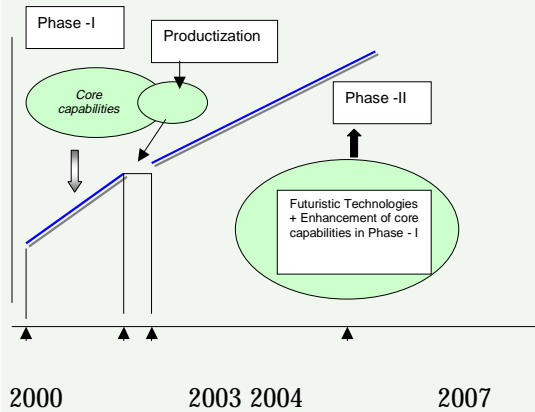 Phase -I
Productization
Core
capabilities
Phase -II
Futuristic Technologies
+ Enhancement of core
capabilities in Phase - I
2000 2003 2004 2007